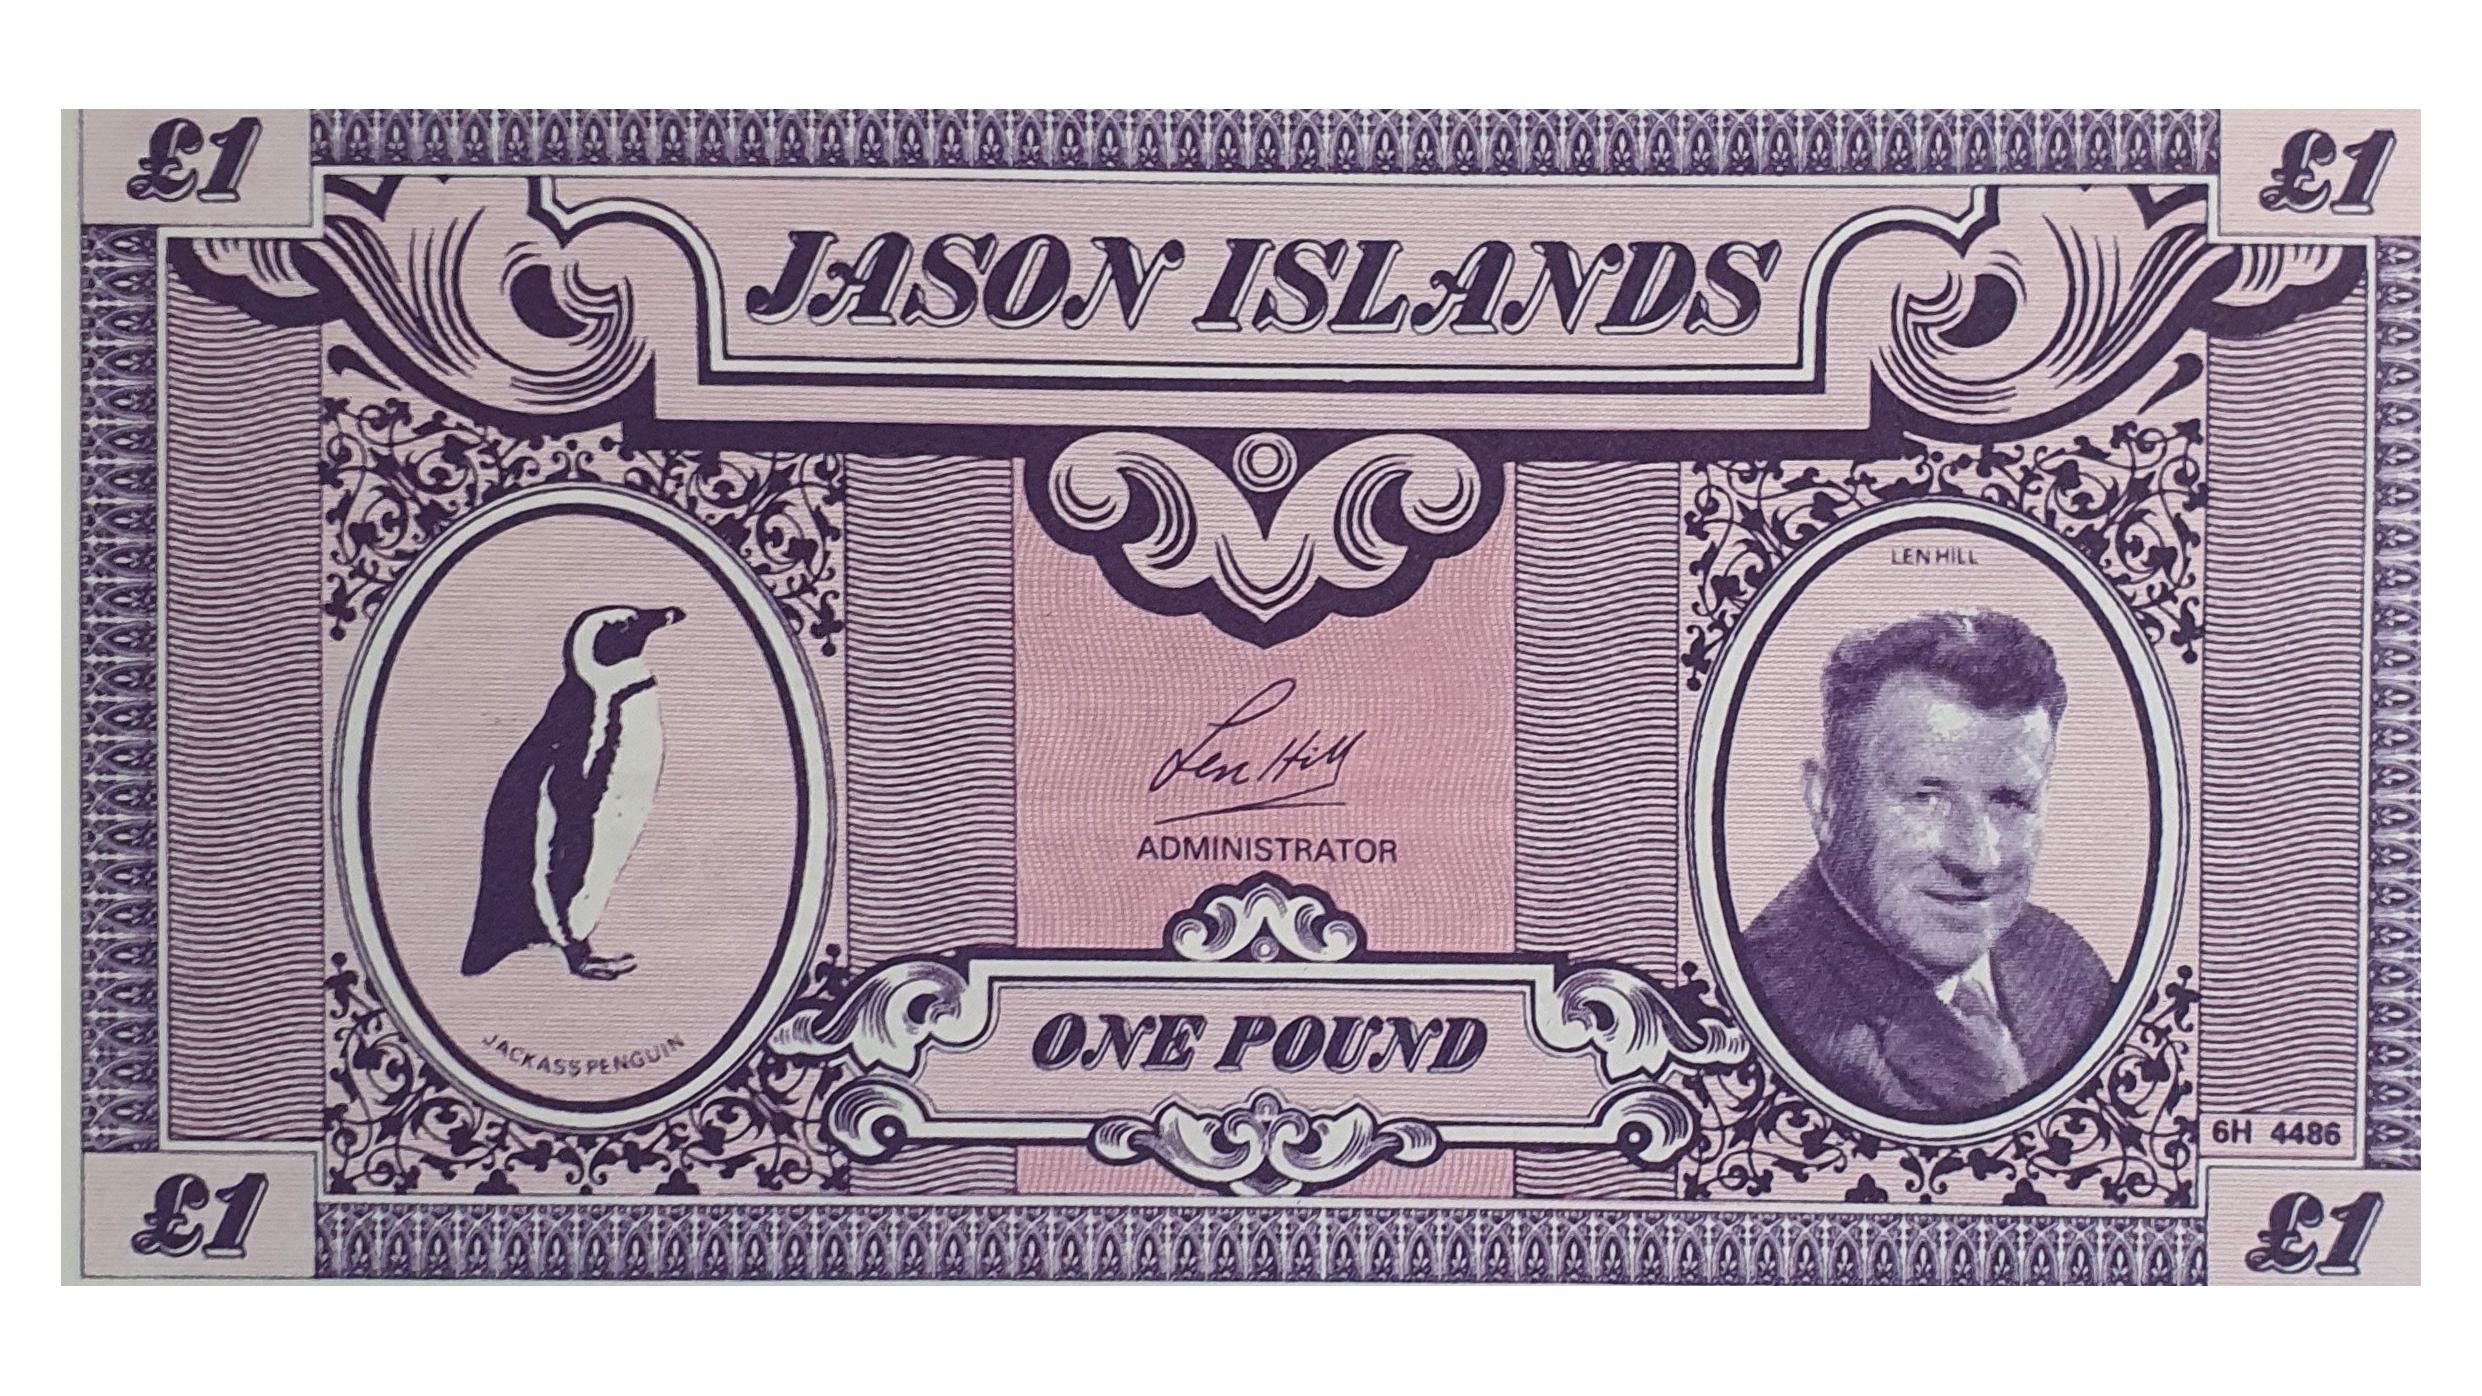 £1
£1
JASON ISLANDS
LEN HILL
Len Hill
ADMINISTRATOR
ONE POUND
JACKASS PENGUIN
6H 4486
£1
£1